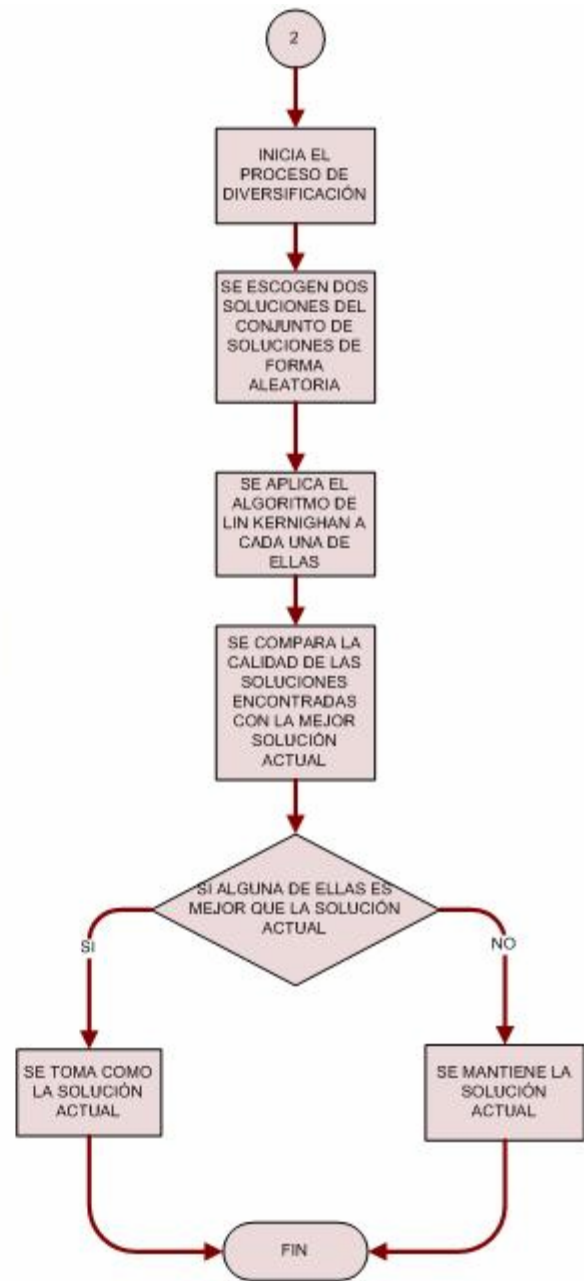 2
INICIA EL
PROCESO DE
DIVERSIFICACIÓN
SE ESCOGEN DOS
SOLUCIONES DEL
CONJUNTO DE
SOLUCIONES DE
FORMA
ALEATORIA
SE APLICA EL
ALGORITMO DE
LIN KERNIGHAN A
CADA UNA DE
ELLAS
SE COMPARA LA
CALIDAD DE LAS
SOLUCIONES
ENCONTRADAS
CON LA MEJOR
SOLUCIÓN
ACTUAL
SI ALGUNA DE ELLAS ES
MEJOR QUE LA SOLUCIÓN
ACTUAL
SI
NO
SE TOMA COMO
LA SOLUCIÓN
ACTUAL
SE MANTIENE LA
SOLUCIÓN
ACTUAL
FIN